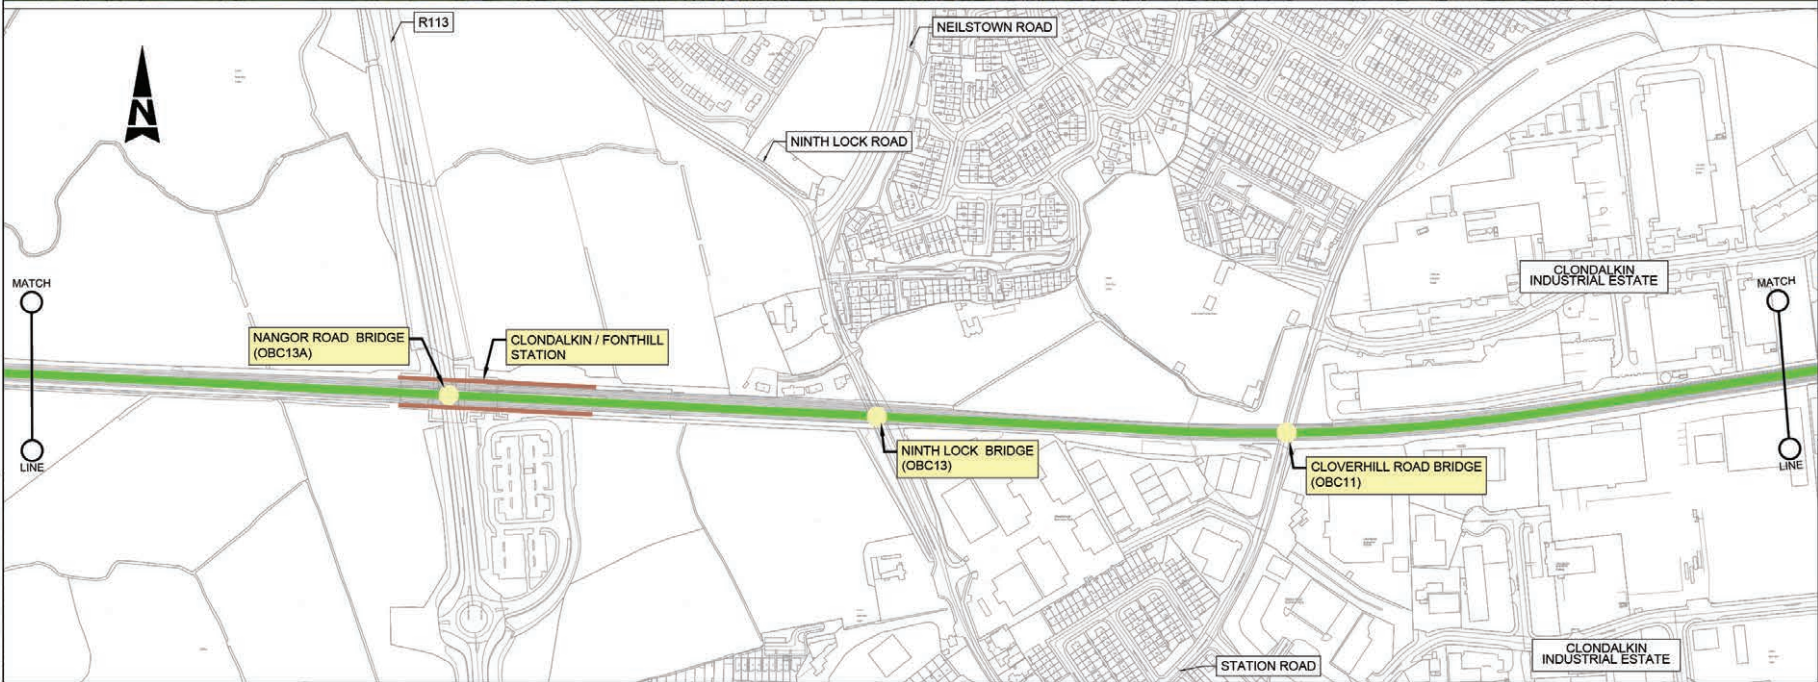 R113
NEILSTOWN ROAD
N
NINTH LOCK ROAD
CLONDALKIN
INDUSTRIAL ESTATE
MATCH
MATCH
NANGOR ROAD BRIDGE
(OBC13A)
CLONDALKIN / FONTHILL
STATION
NINTH LOCK BRIDGE
(OBC13)
CLOVERHILL ROAD BRIDGE
(OBC11)
LINE
LINE
STATION ROAD
CLONDALKIN
INDUSTRIAL ESTATE